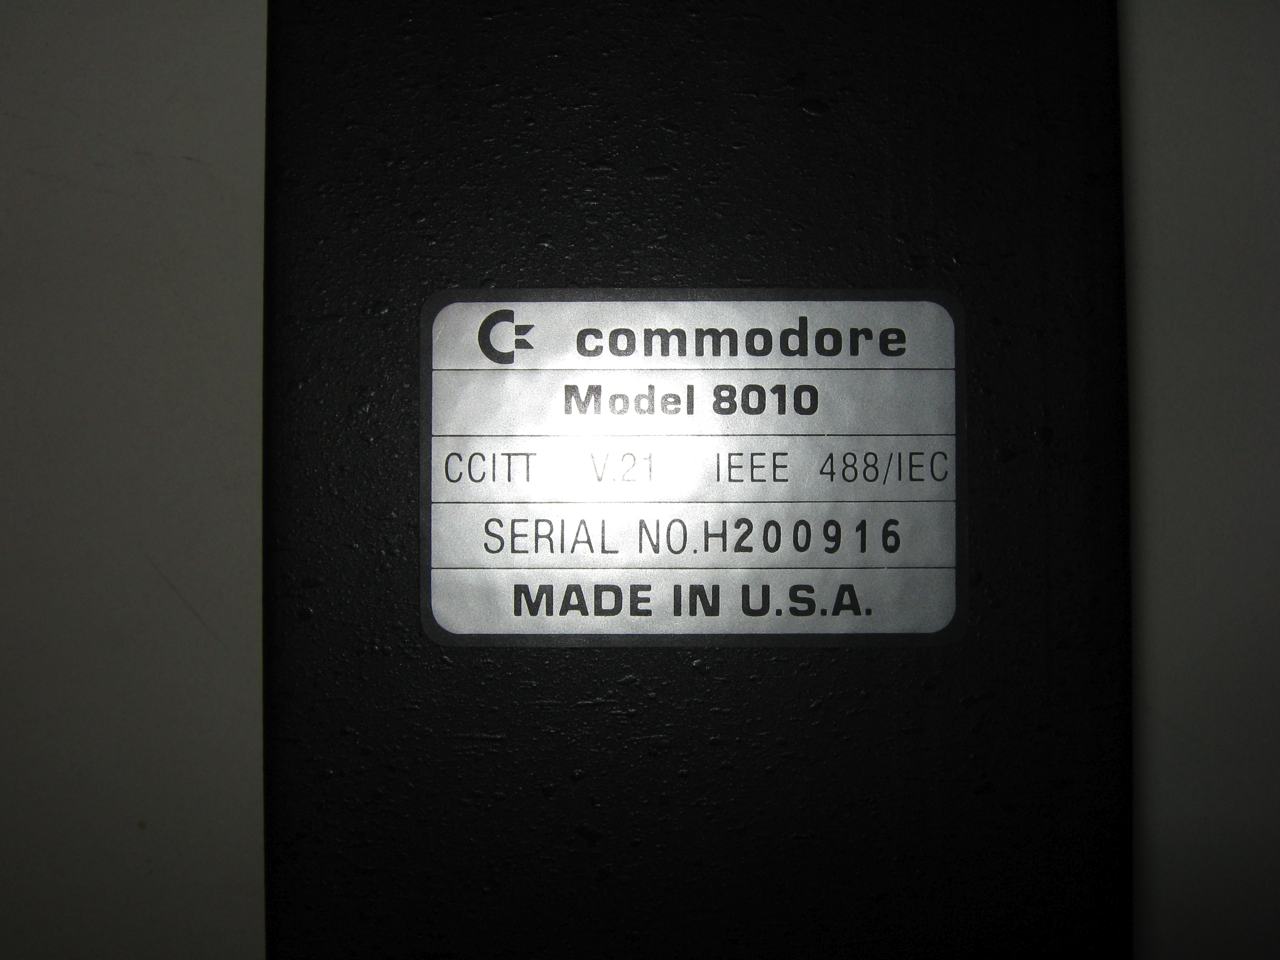 commodore
Model 8010
CCITT V.21 IEEE 488/IEC
SERIAL NO.H200916
MADE IN U.S.A.